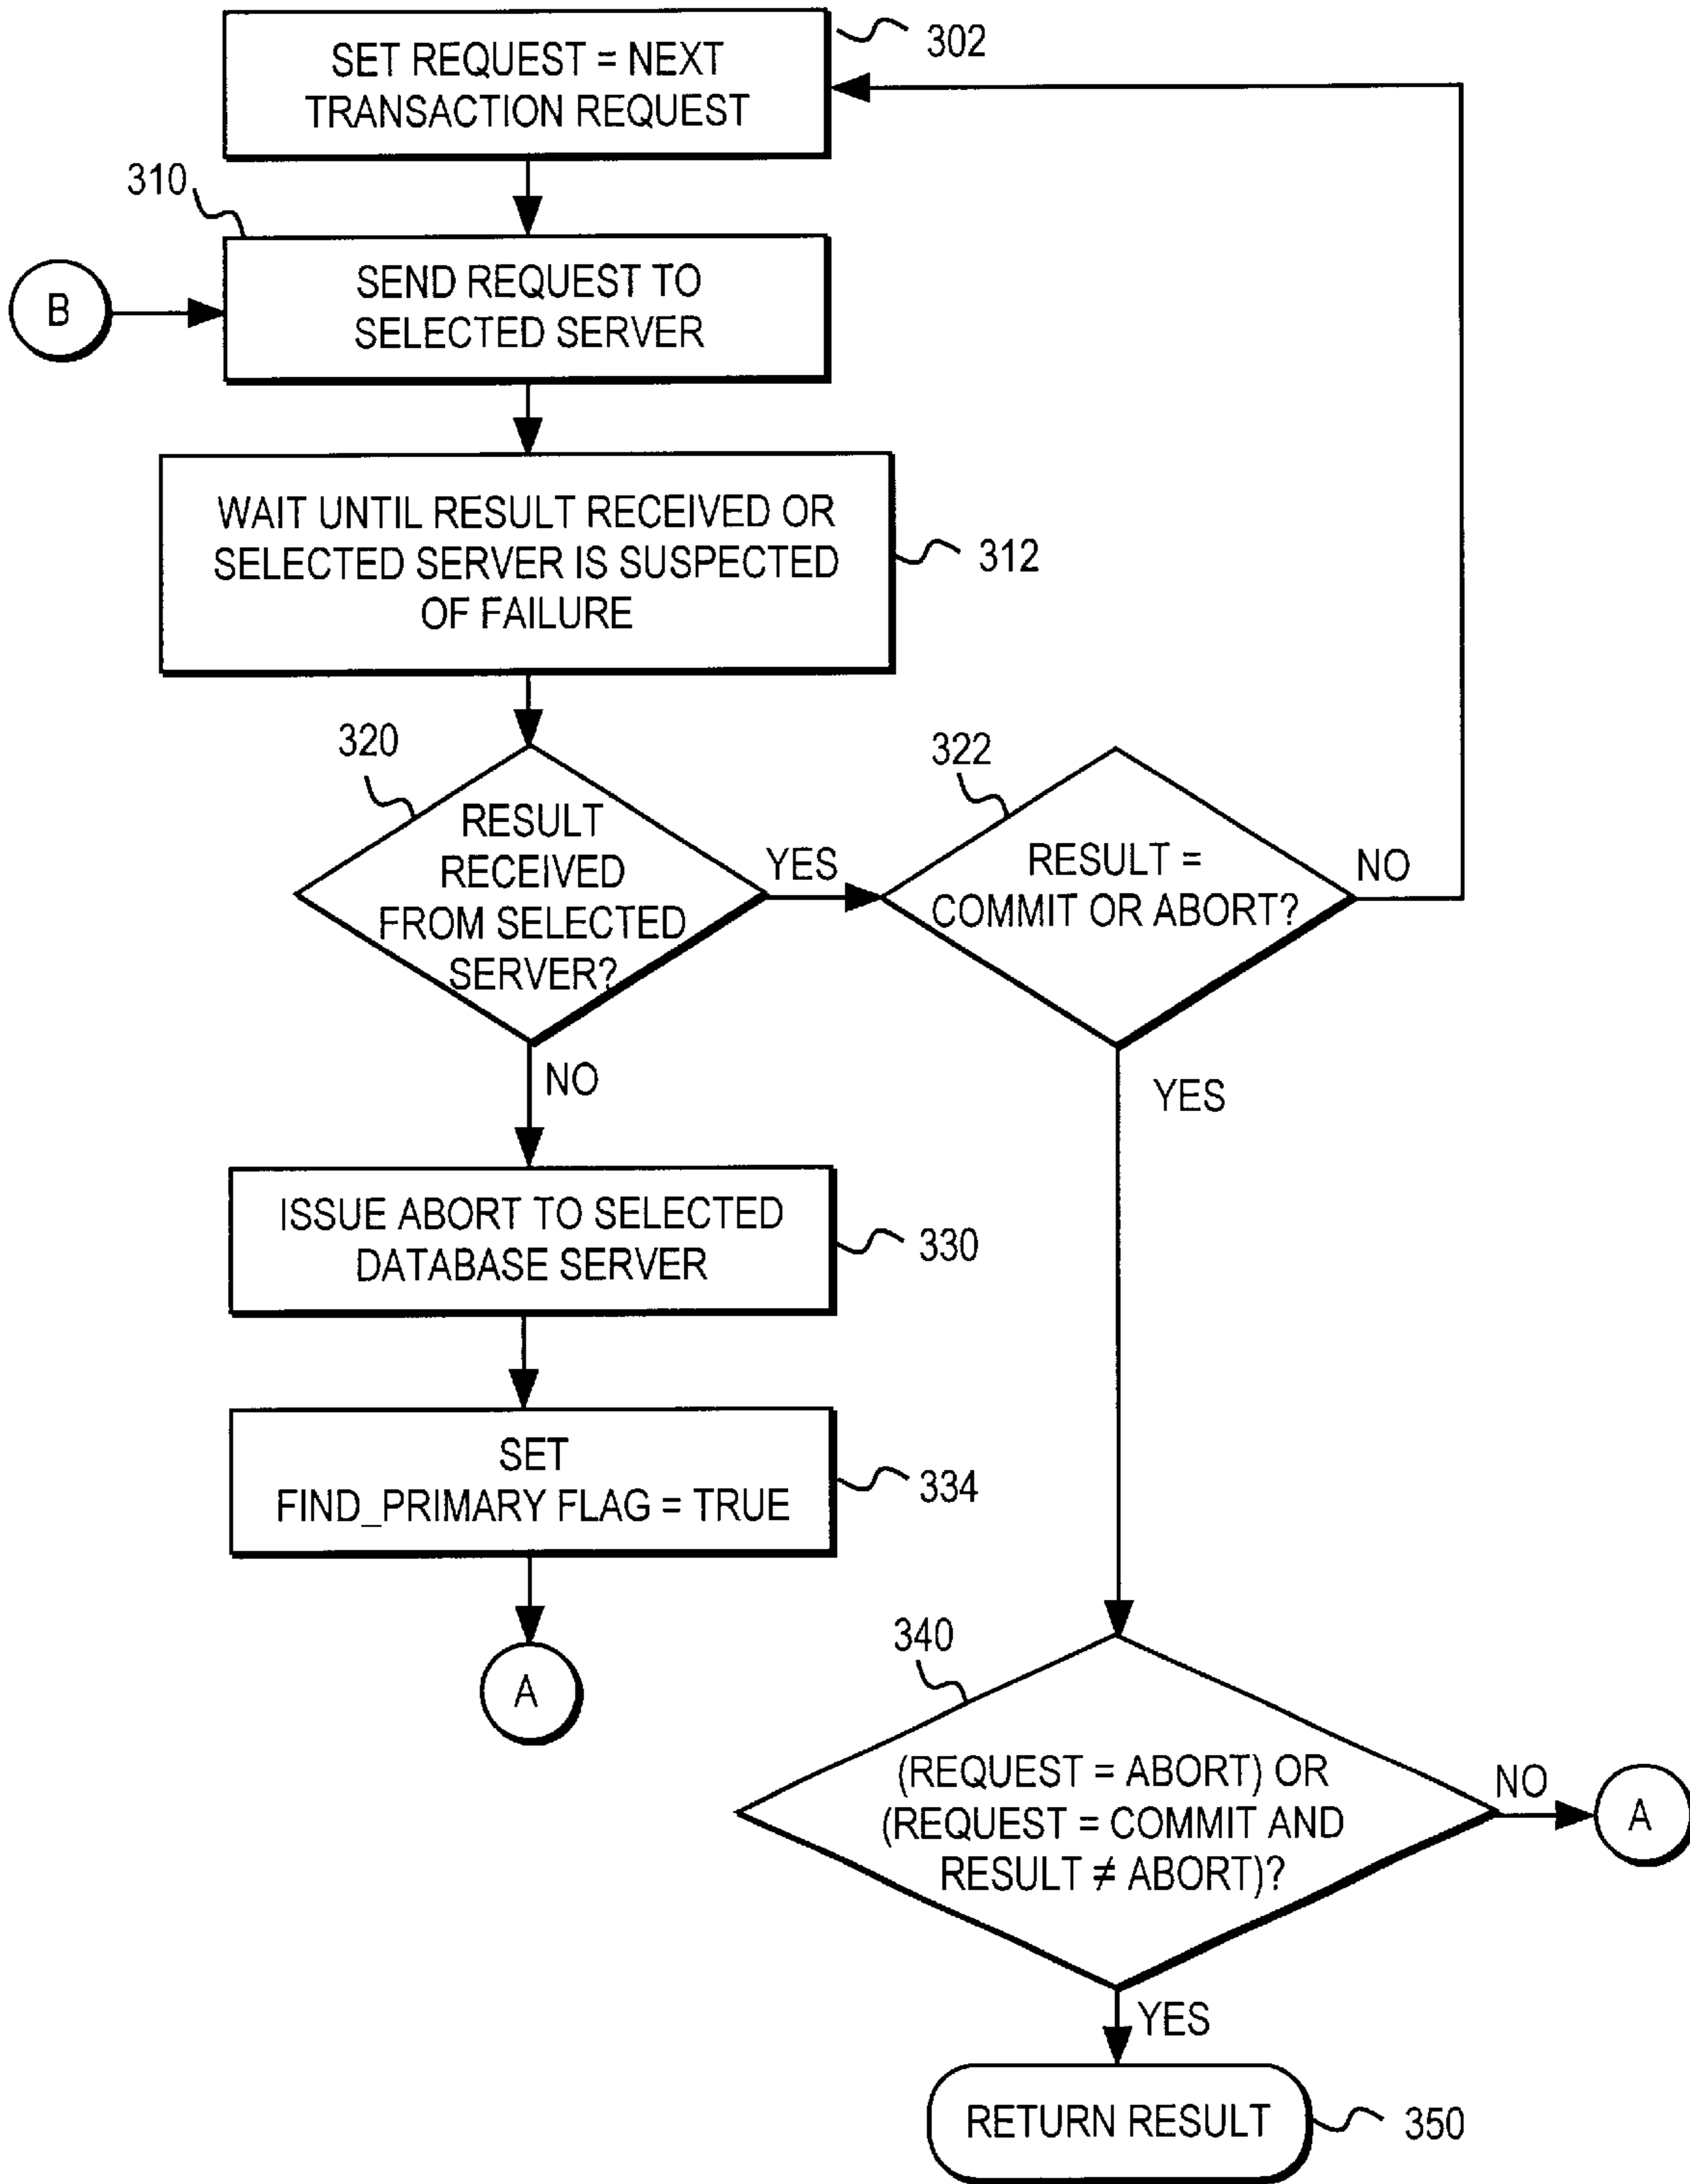 SET REQUEST = NEXT
TRANSACTION REQUEST
302
310
B
SEND REQUEST TO
SELECTED SERVER
WAIT UNTIL RESULT RECEIVED OR
SELECTED SERVER IS SUSPECTED
OF FAILURE
312
320
RESULT
RECEIVED
FROM SELECTED
SERVER?
YES
322
RESULT =
COMMIT OR ABORT?
NO
NO
YES
ISSUE ABORT TO SELECTED
DATABASE SERVER
330
SET
FIND_PRIMARY FLAG = TRUE
334
A
340
(REQUEST = ABORT) OR
(REQUEST = COMMIT AND
RESULT ≠ ABORT)?
NO
A
YES
RETURN RESULT
350